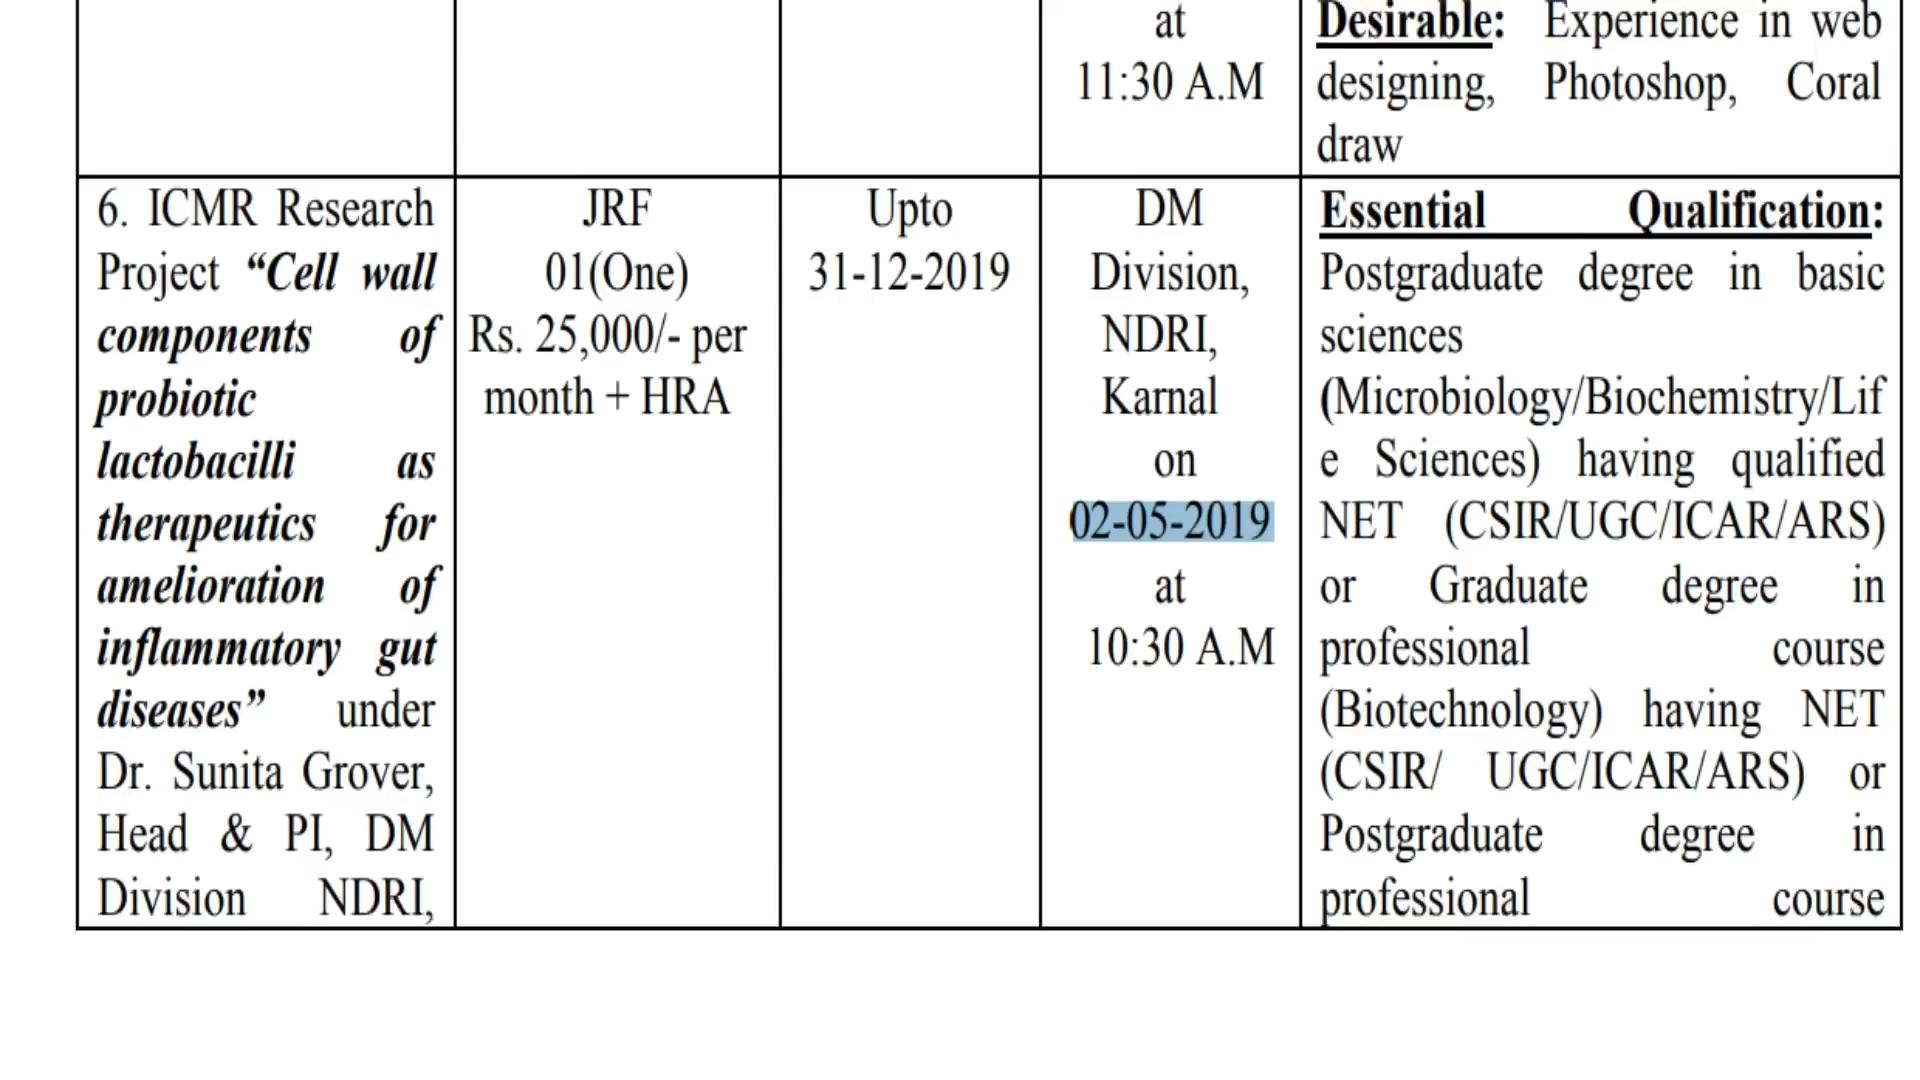 at
11:30 A.M
Desirable: Experience in web
designing, Photoshop, Coral
draw
6. ICMR Research
Project “Cell wall
components of
probiotic
lactobacilli as
therapeutics for
amelioration of
inflammatory gut
diseases” under
Dr. Sunita Grover,
Head & PI, DM
Division NDRI,
JRF
01(One)
Rs. 25,000/- per
month + HRA
Upto
31-12-2019
DM
Division,
NDRI,
Karnal
on
02-05-2019
at
10:30 A.M
Essential Qualification:
Postgraduate degree in basic
sciences
(Microbiology/Biochemistry/Lif
e Sciences) having qualified
NET (CSIR/UGC/ICAR/ARS)
or Graduate degree in
professional course
(Biotechnology) having NET
(CSIR/ UGC/ICAR/ARS) or
Postgraduate degree in
professional course